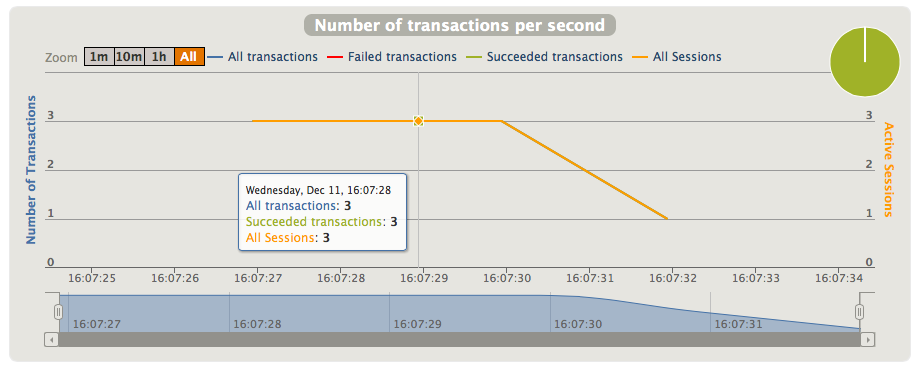 Number of transactions per second
Zoom 1m 10m 1h All All transactions Failed transactions Succeeded transactions All Sessions
Number of Transactions
3
2
1
0
Active Sessions
3
2
1
0
Wednesday, Dec 11, 16:07:28
All transactions: 3
Succeeded transactions: 3
All Sessions: 3
16:07:25 16:07:26 16:07:27 16:07:28 16:07:29 16:07:30 16:07:31 16:07:32 16:07:33 16:07:34
16:07:27 16:07:28 16:07:29 16:07:30 16:07:31